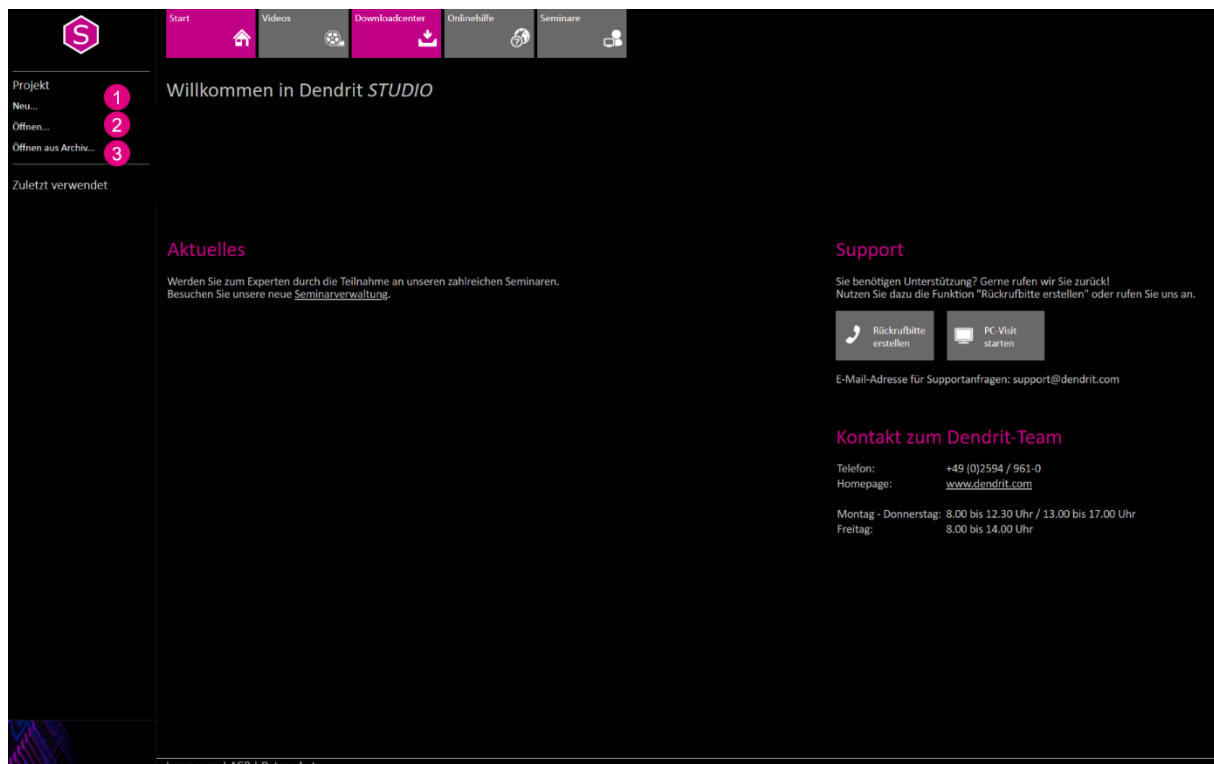 S
Start
Videos
Downloadcenter
Onlinehilfe
Seminare
Projekt
Neu...
1
Öffnen...
2
Öffnen aus Archiv...
3
Zuletzt verwendet
Willkommen in Dendrit STUDIO
Aktuelles
Werden Sie zum Experten durch die Teilnahme an unseren zahlreichen Seminaren.
Besuchen Sie unsere neue Seminarverwaltung.
Support
Sie benötigen Unterstützung? Gerne rufen wir Sie zurück!
Nutzen Sie dazu die Funktion "Rückrufbitte erstellen" oder rufen Sie uns an.
Rückrufbitte
erstellen
PC-Visit
starten
E-Mail-Adresse für Supportanfragen: support@dendrit.com
Kontakt zum Dendrit-Team
Telefon: +49 (0)2594 / 961-0
Homepage: www.dendrit.com
Montag - Donnerstag: 8.00 bis 12.30 Uhr / 13.00 bis 17.00 Uhr
Freitag: 8.00 bis 14.00 Uhr